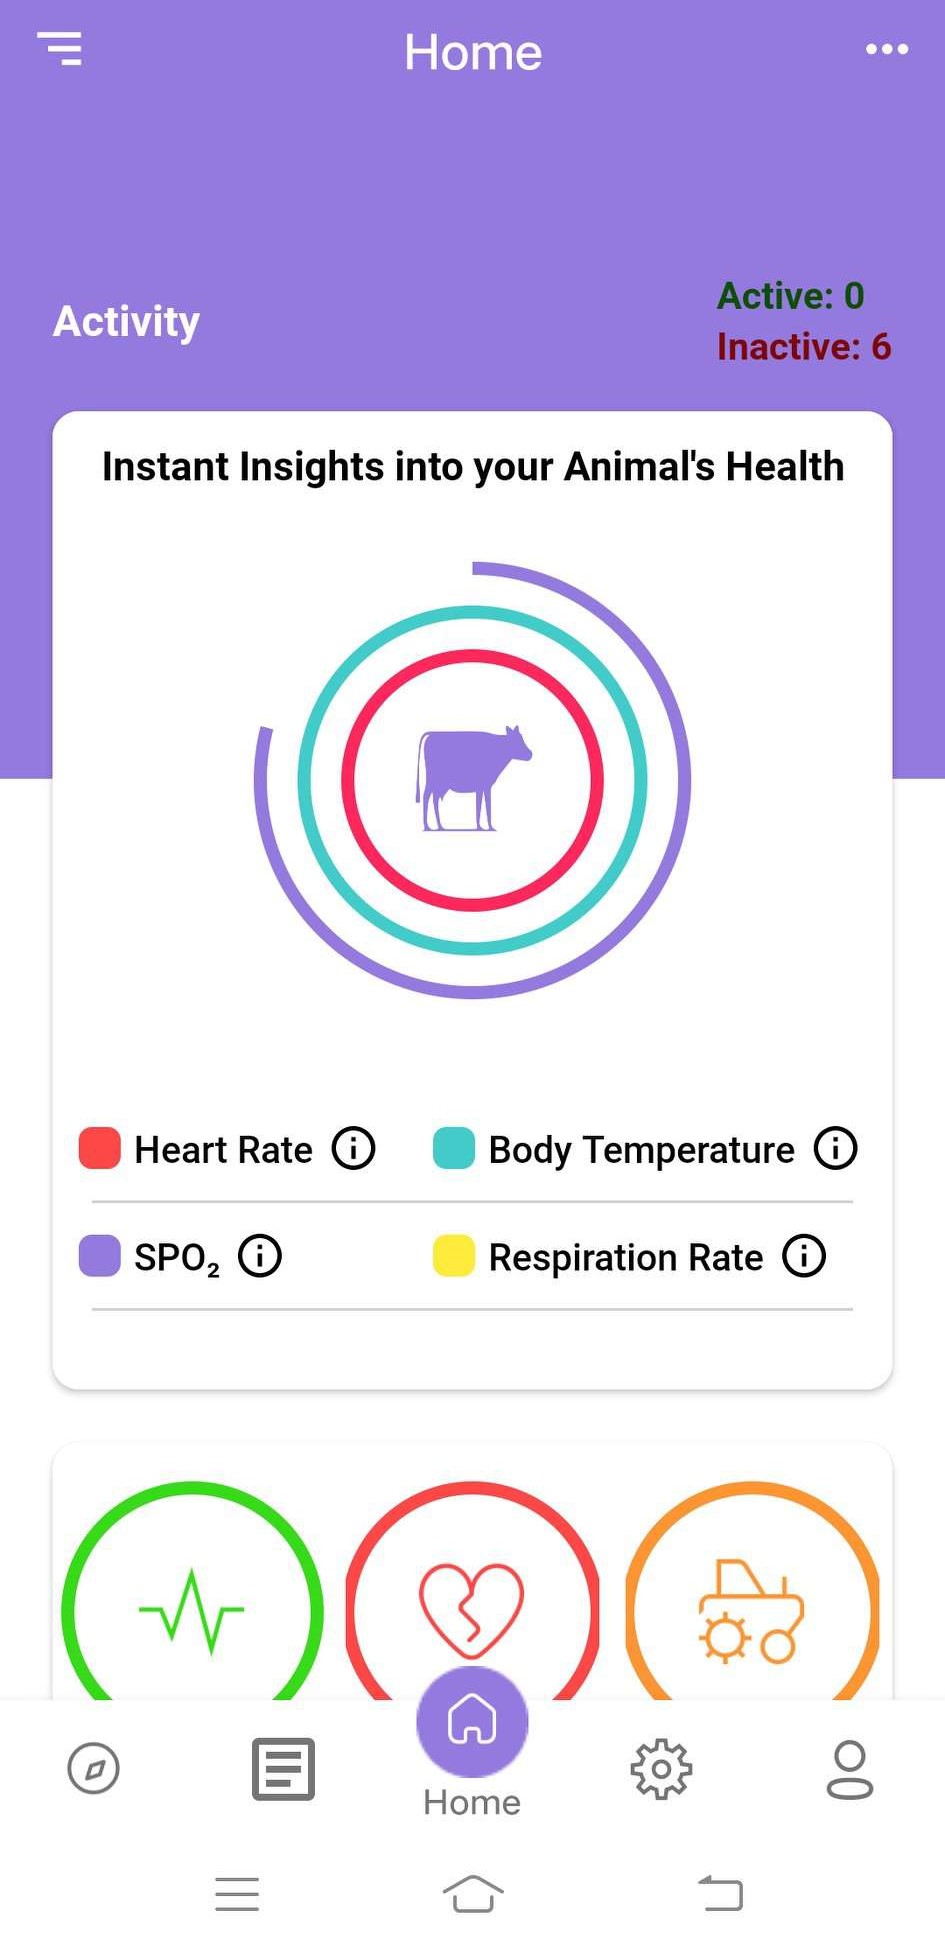 Home
Activity
Active: 0
Inactive: 6
Instant Insights into your Animal's Health
Heart Rate
Body Temperature
SPO₂
Respiration Rate
Home